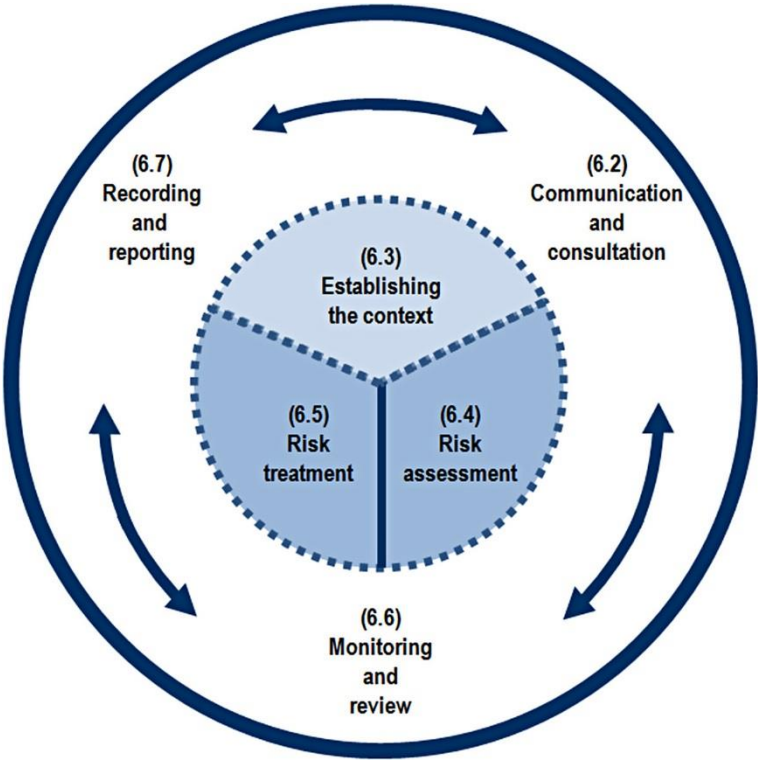 (6.7)
Recording
and
reporting
(6.2)
Communication
and
consultation
(6.3)
Establishing
the context
(6.5)
Risk
treatment
(6.4)
Risk
assessment
(6.6)
Monitoring
and
review